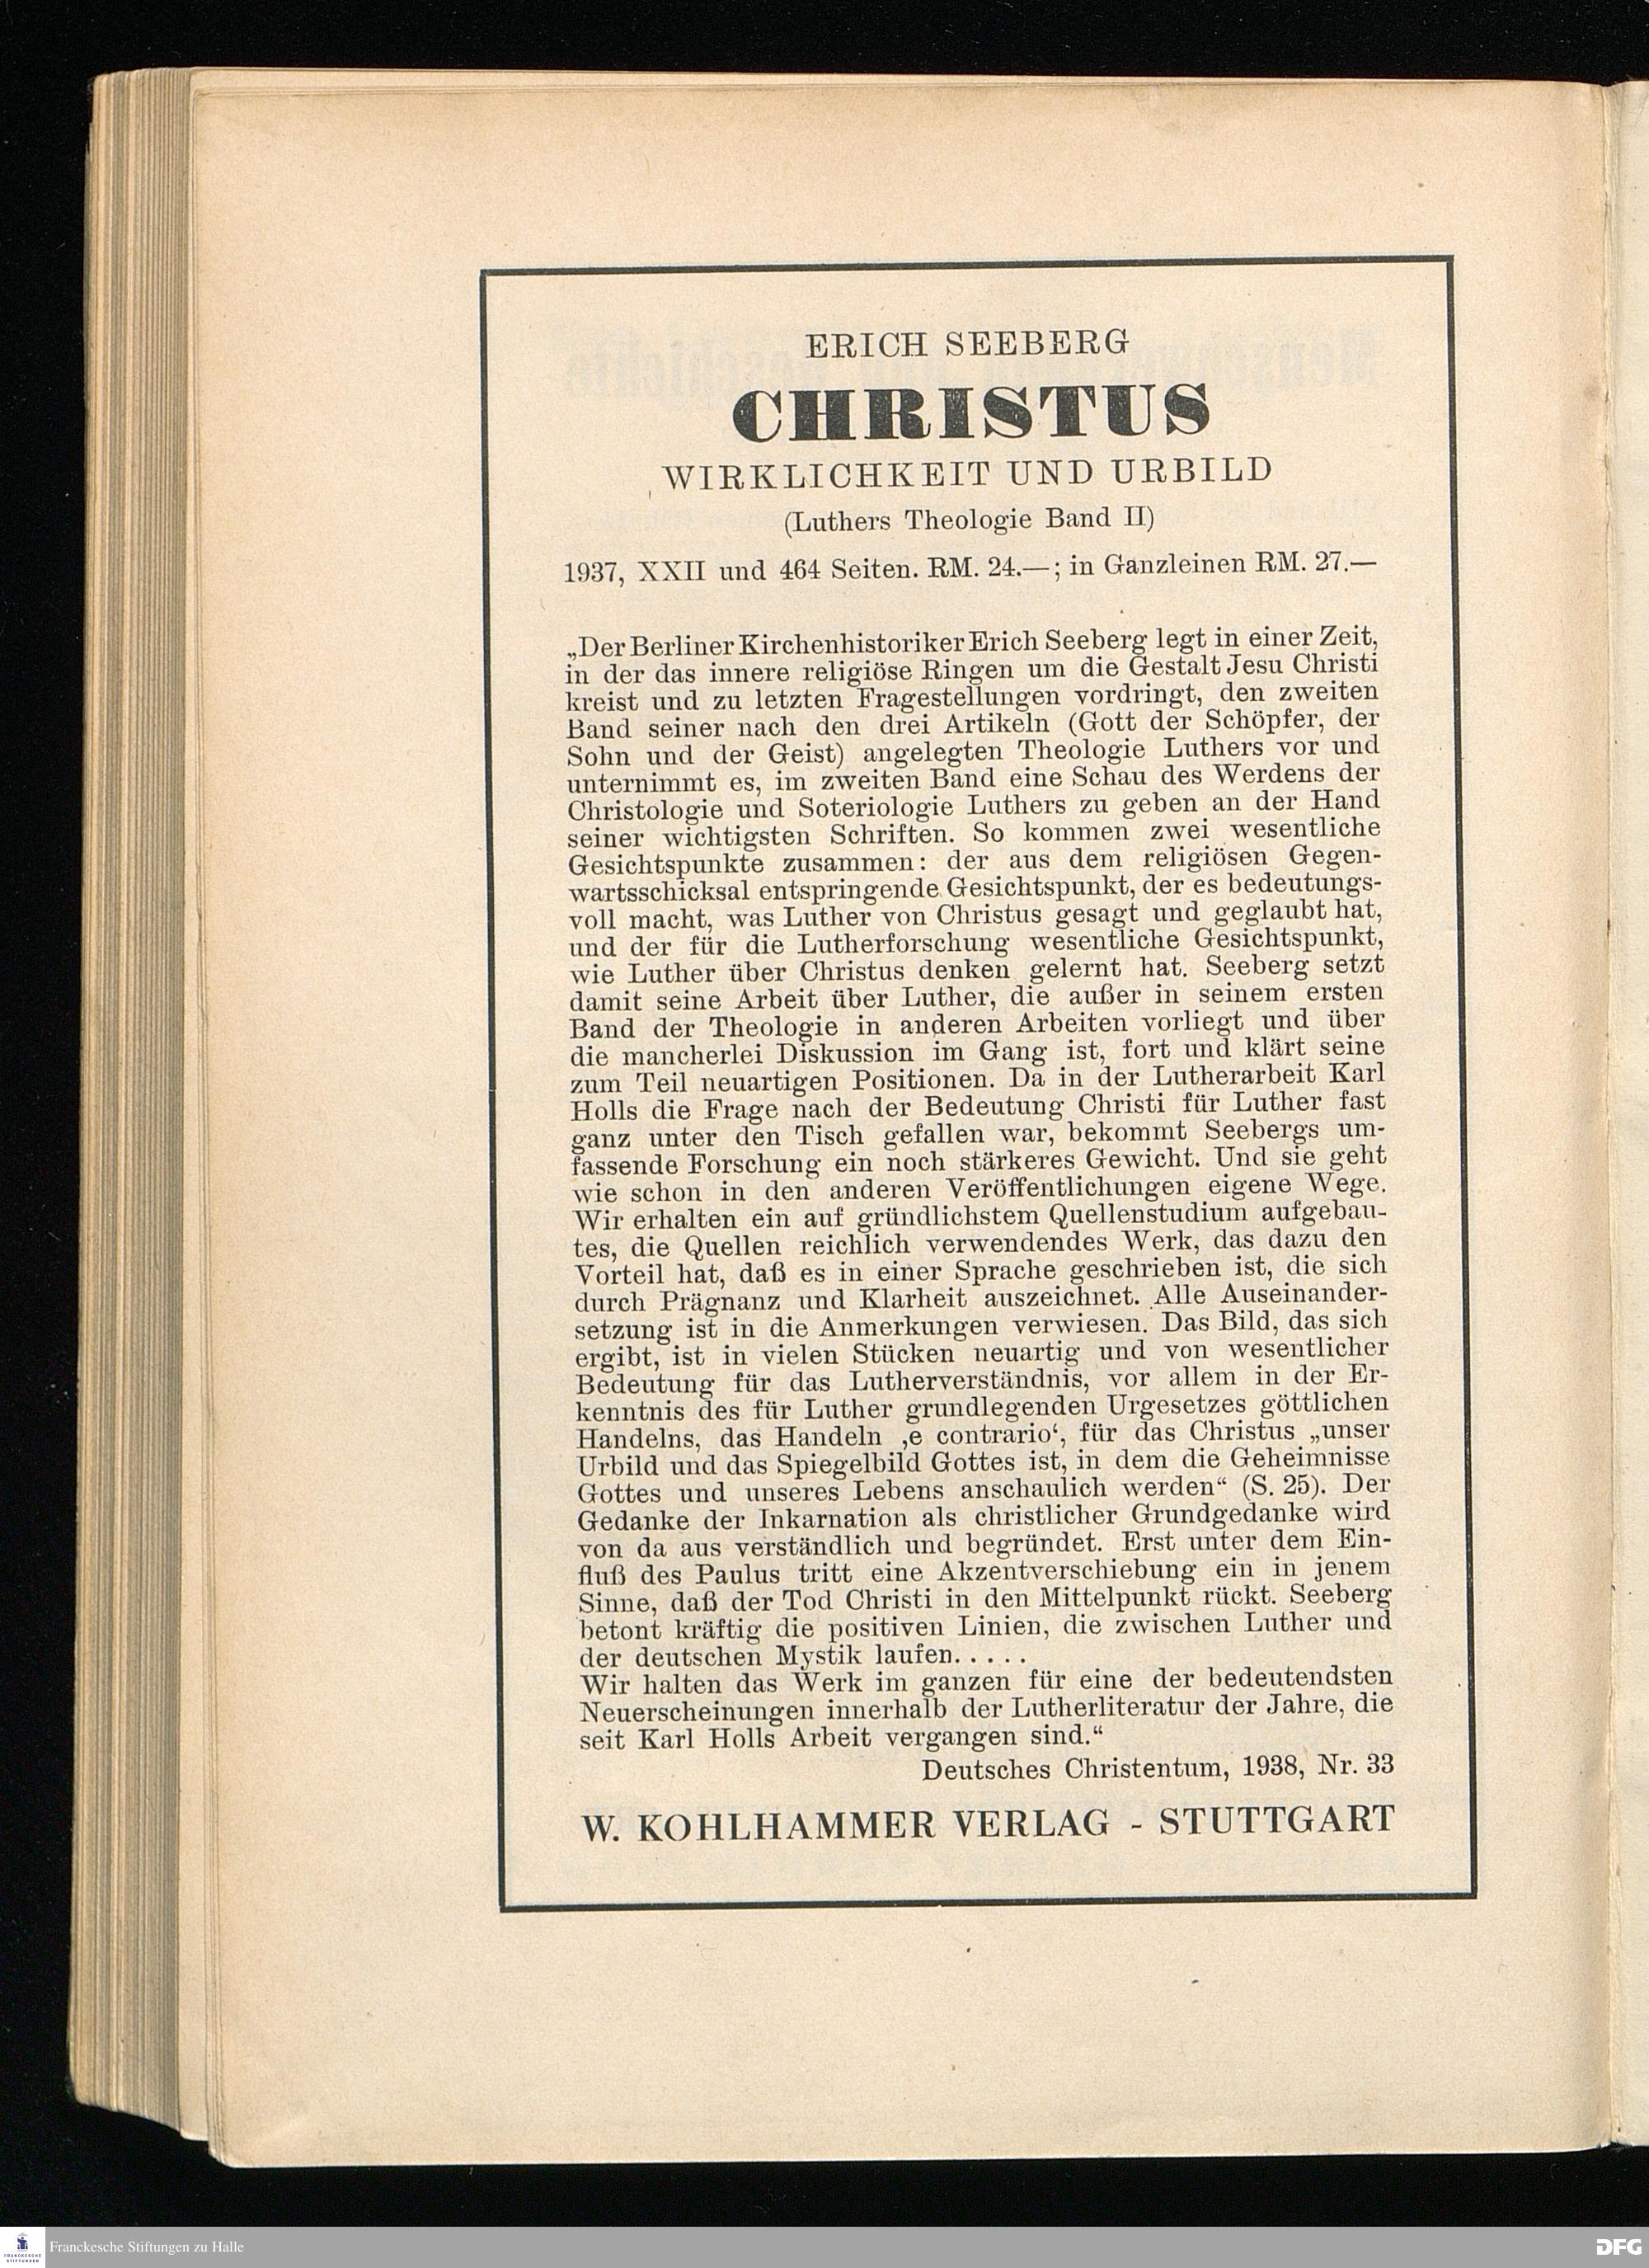 ERICH SEEBERG
CHRISTUS
WIRKLICHKEIT UND URBILD
(Luthers Theologie Band II)
1937, XXII und 464 Seiten. RM. 24.—; in Ganzleinen RM. 27.—
„Der Berliner Kirchenhistoriker Erich Seeberg legt in einer Zeit,
in der das innere religiöse Ringen um die Gestalt Jesu Christi
kreist und zu letzten Fragestellungen vordringt, den zweiten
Band seiner nach den drei Artikeln (Gott der Schöpfer, der
Sohn und der Geist) angelegten Theologie Luthers vor und
unternimmt es, im zweiten Band eine Schau des Werdens der
Christologie und Soteriologie Luthers zu geben an der Hand
seiner wichtigsten Schriften. So kommen zwei wesentliche
Gesichtspunkte zusammen: der aus dem religiösen Gegen-
wartsschicksal entspringende Gesichtspunkt, der es bedeutungs-
voll macht, was Luther von Christus gesagt und geglaubt hat,
und der für die Lutherforschung wesentliche Gesichtspunkt,
wie Luther über Christus denken gelernt hat. Seeberg setzt
damit seine Arbeit über Luther, die außer in seinem ersten
Band der Theologie in anderen Arbeiten vorliegt und über
die mancherlei Diskussion im Gang ist, fort und klärt seine
zum Teil neuartigen Positionen. Da in der Lutherarbeit Karl
Holls die Frage nach der Bedeutung Christi für Luther fast
ganz unter den Tisch gefallen war, bekommt Seebergs um-
fassende Forschung ein noch stärkeres Gewicht. Und sie geht
wie schon in den anderen Veröffentlichungen eigene Wege.
Wir erhalten ein auf gründlichstem Quellenstudium aufgebau-
tes, die Quellen reichlich verwendendes Werk, das dazu den
Vorteil hat, daß es in einer Sprache geschrieben ist, die sich
durch Prägnanz und Klarheit auszeichnet. Alle Auseinander-
setzung ist in die Anmerkungen verwiesen. Das Bild, das sich
ergibt, ist in vielen Stücken neuartig und von wesentlicher
Bedeutung für das Lutherverständnis, vor allem in der Er-
kenntnis des für Luther grundlegenden Urgesetzes göttlichen
Handelns, das Handeln ‚e contrario‘, für das Christus „unser
Urbild und das Spiegelbild Gottes ist, in dem die Geheimnisse
Gottes und unseres Lebens anschaulich werden“ (S. 25). Der
Gedanke der Inkarnation als christlicher Grundgedanke wird
von da aus verständlich und begründet. Erst unter dem Ein-
fluß des Paulus tritt eine Akzentverschiebung ein in jenem
Sinne, daß der Tod Christi in den Mittelpunkt rückt. Seeberg
betont kräftig die positiven Linien, die zwischen Luther und
der deutschen Mystik laufen. . . . .
Wir halten das Werk im ganzen für eine der bedeutendsten
Neuerscheinungen innerhalb der Lutherliteratur der Jahre, die
seit Karl Holls Arbeit vergangen sind.“
Deutsches Christentum, 1938, Nr. 33
W. KOHLHAMMER VERLAG - STUTTGART
FRANCKESCHE
STIFTUNGEN
Franckesche Stiftungen zu Halle
DFG